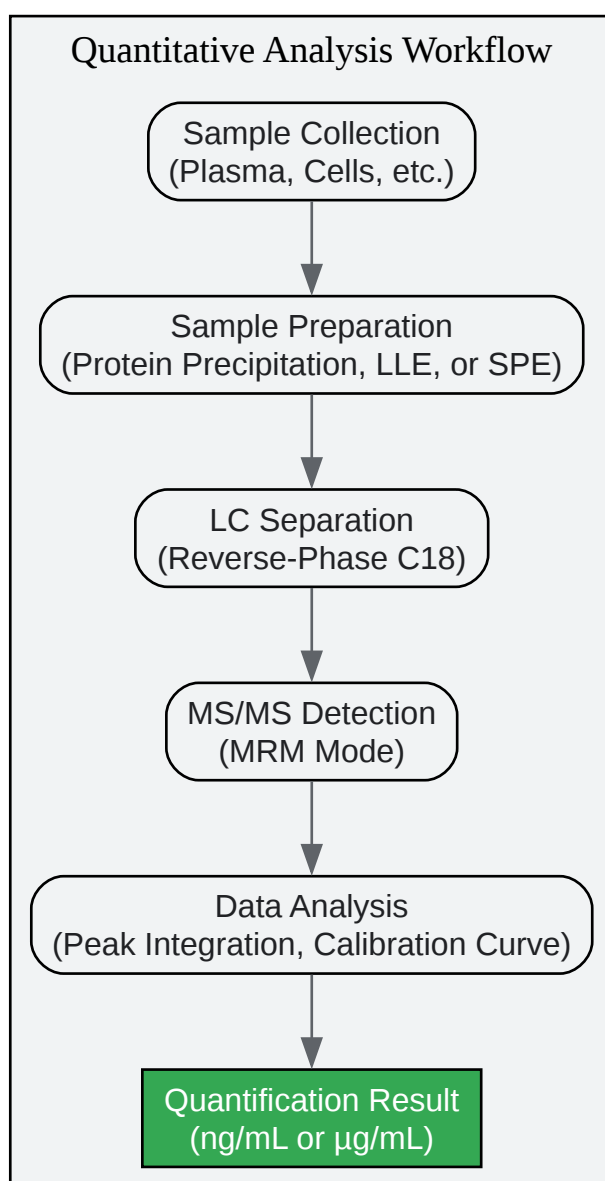 Quantitative Analysis Workflow
Sample Collection
(Plasma, Cells, etc.)
Sample Preparation
(Protein Precipitation, LLE, or SPE)
LC Separation
(Reverse-Phase C18)
MS/MS Detection
(MRM Mode)
Data Analysis
(Peak Integration, Calibration Curve)
Quantification Result
(ng/mL or µg/mL)